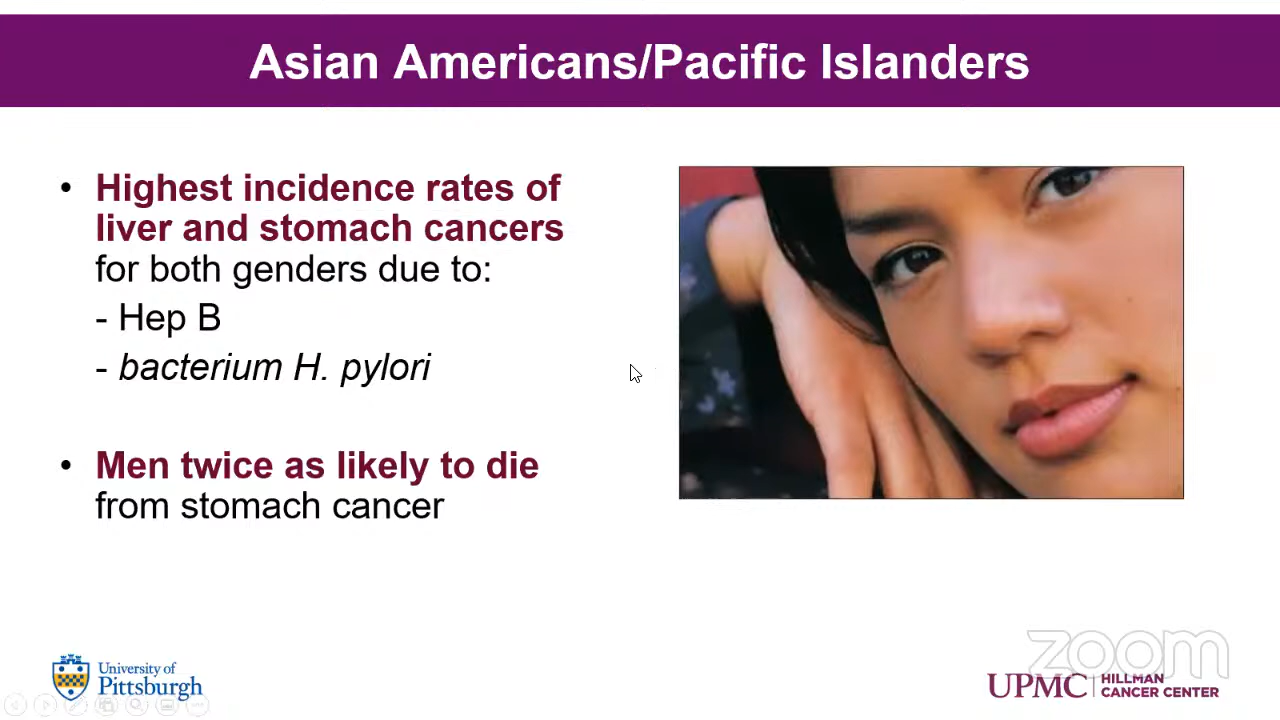 Asian Americans/Pacific Islanders
• Highest incidence rates of
liver and stomach cancers
for both genders due to:
- Hep B
- bacterium H. pylori
• Men twice as likely to die
from stomach cancer
University of
Pittsburgh
zoom
UPMC | HILLMAN
CANCER CENTER